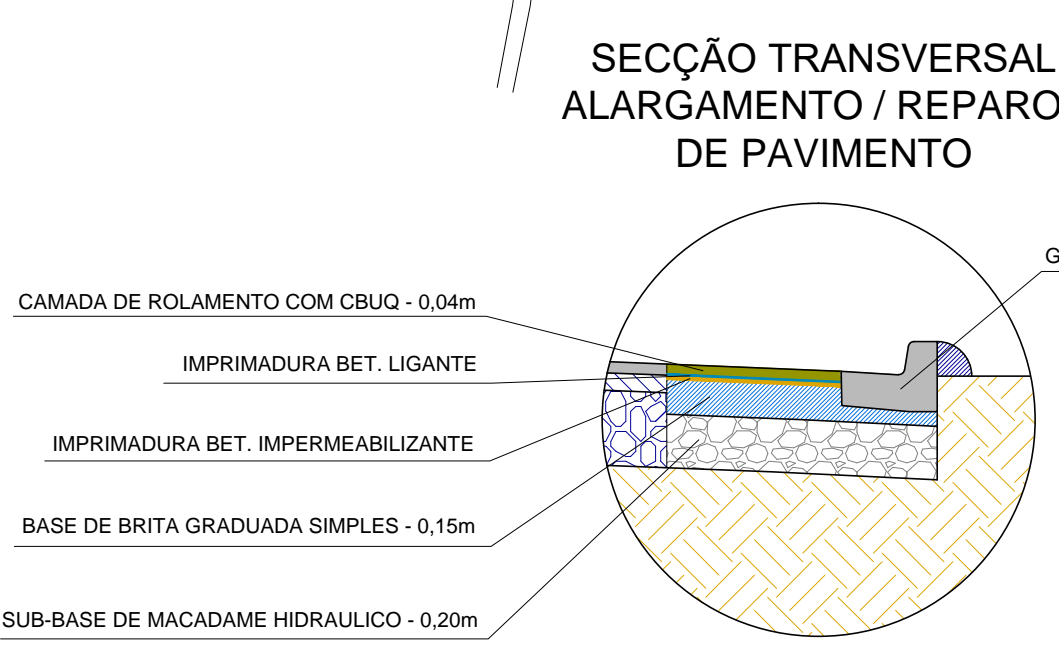 SECÇÃO TRANSVERSAL
ALARGAMENTO / REPARO
DE PAVIMENTO
G
CAMADA DE ROLAMENTO COM CBUQ - 0,04m
IMPRIMADURA BET. LIGANTE
IMPRIMADURA BET. IMPERMEABILIZANTE
BASE DE BRITA GRADUADA SIMPLES - 0,15m
SUB-BASE DE MACADAME HIDRAULICO - 0,20m